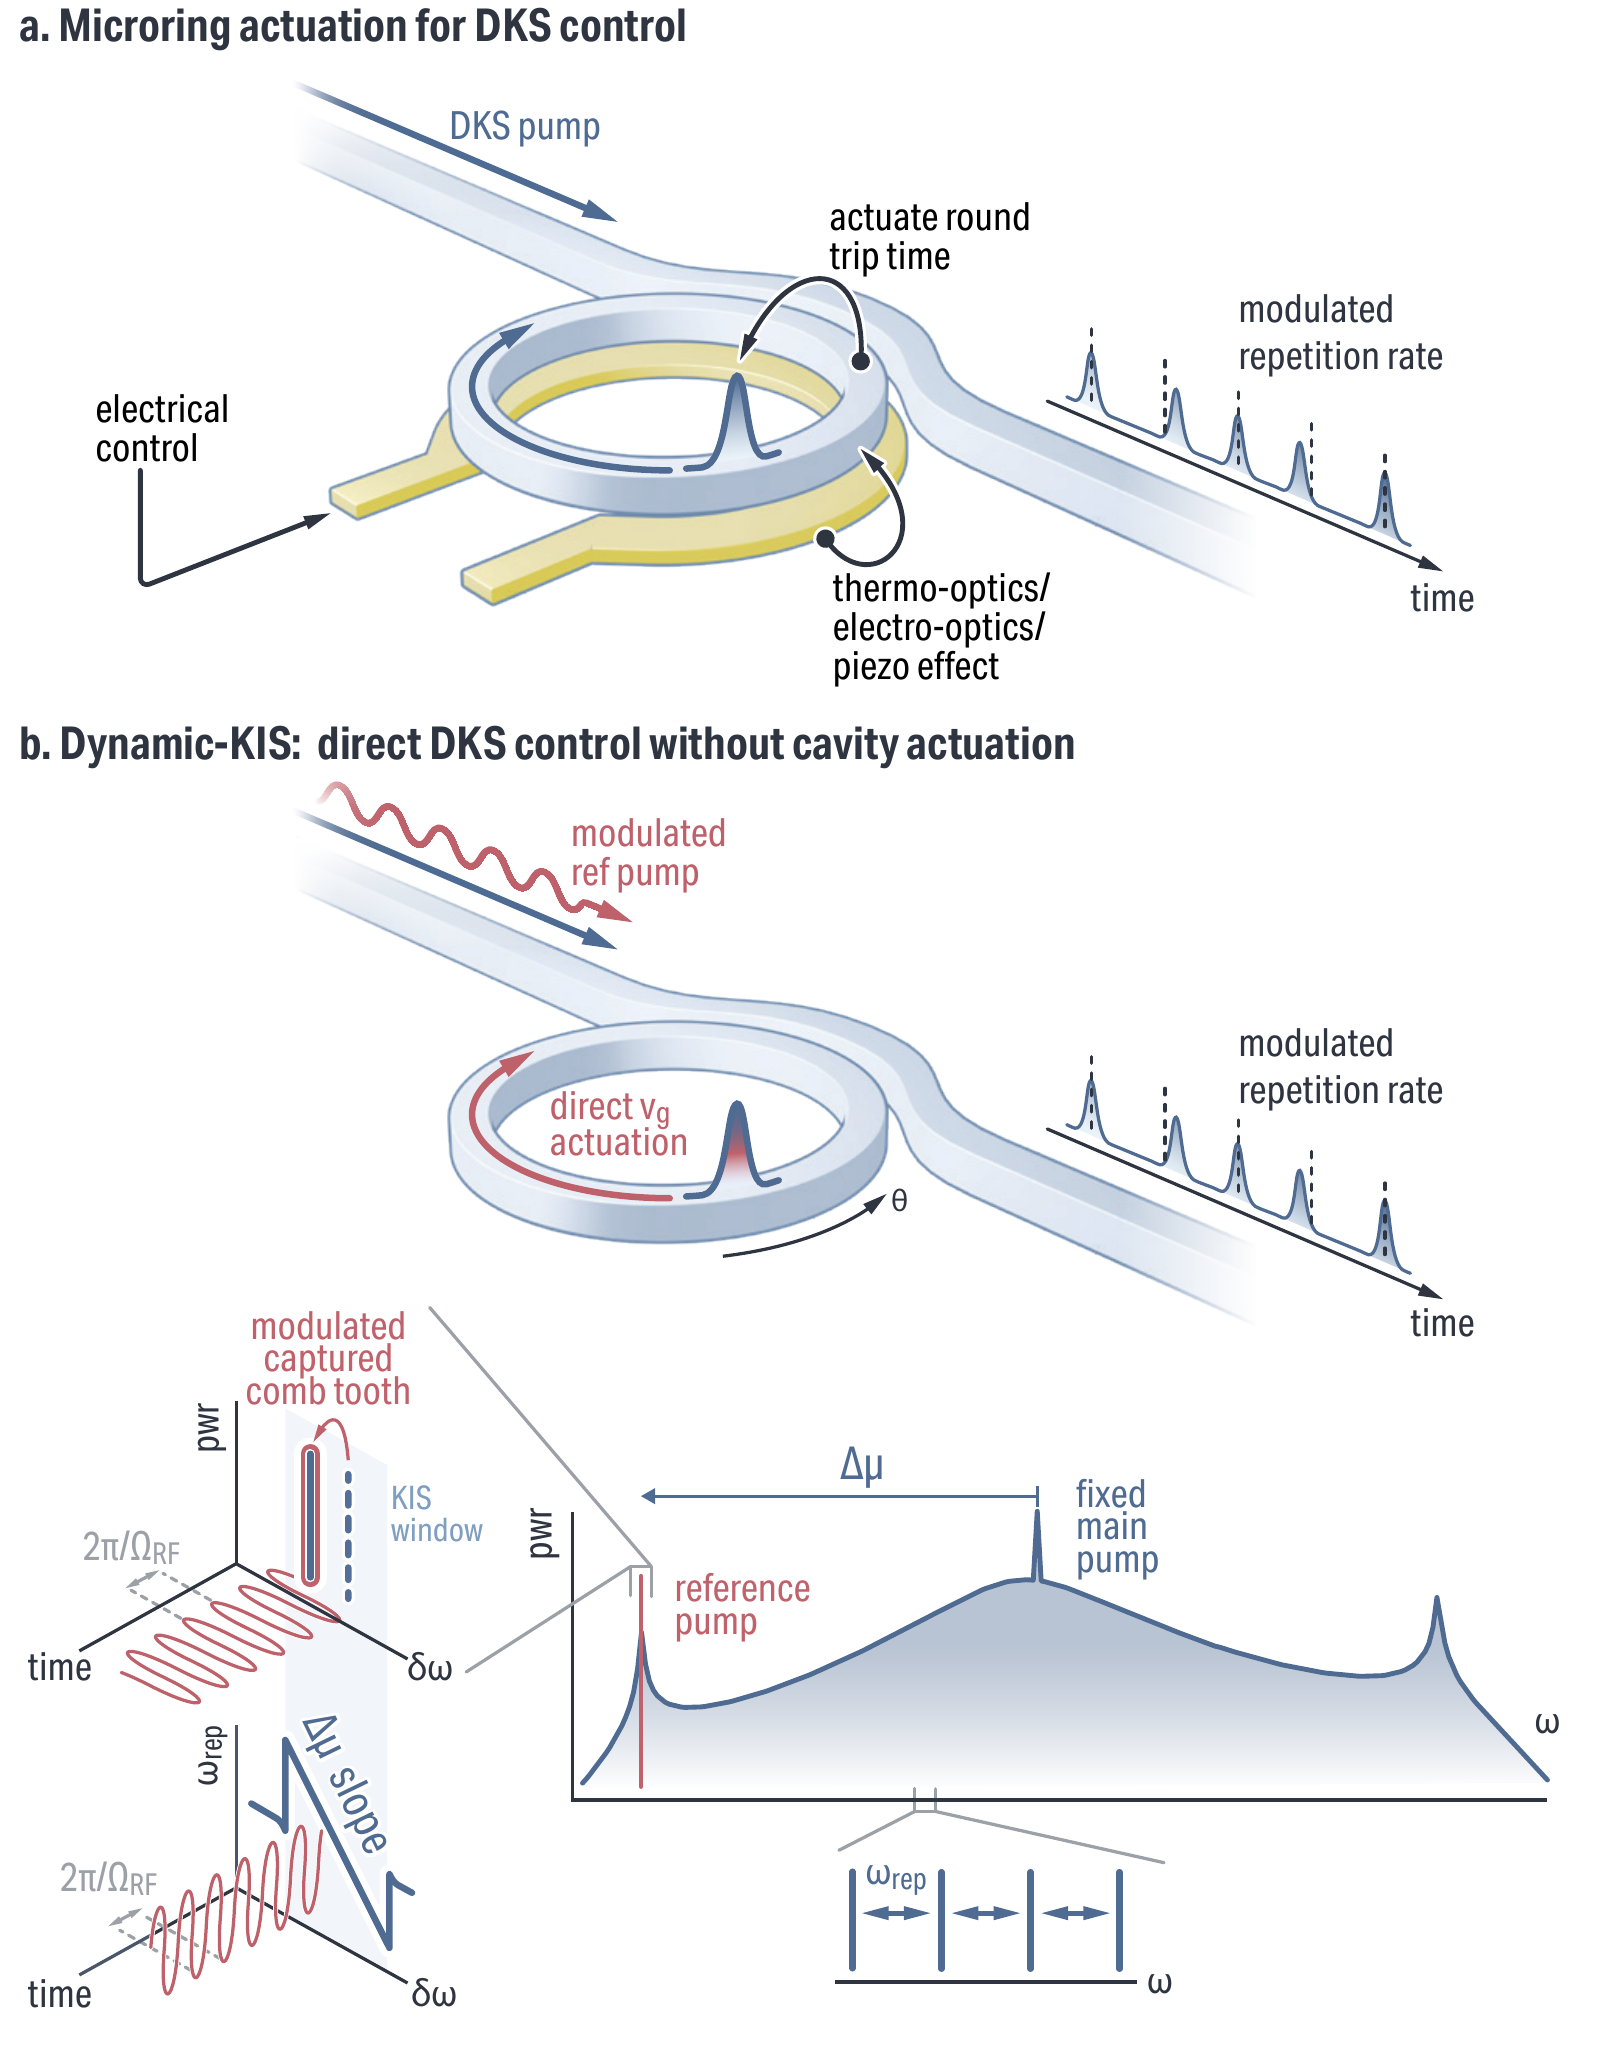 a. Microring actuation for DKS control
DKS pump
actuate round
trip time
modulated
repetition rate
electrical
control
time
thermo-optics/
electro-optics/
piezo effect
b. Dynamic-KIS: direct DKS control without cavity actuation
modulated
ref pump
modulated
repetition rate
direct vg
actuation
θ
time
modulated
captured
comb tooth
pwr
KIS
window
2π/ΩRF
time
δω
Δμ
fixed
main
pump
pwr
reference
pump
ω
ωrep
Δμ slope
2π/ΩRF
time
δω
ωrep
ω